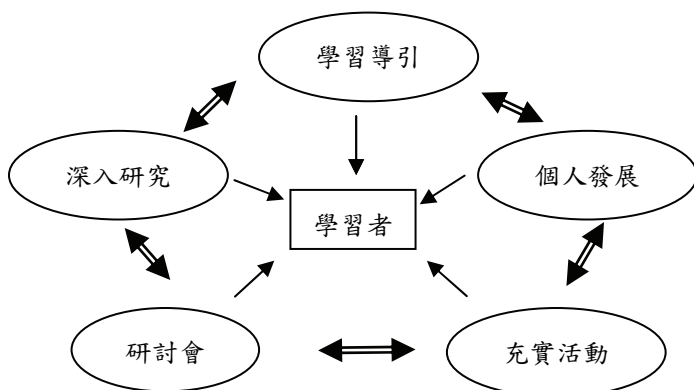 學習導引
深入研究
個人發展
學習者
研討會
充實活動